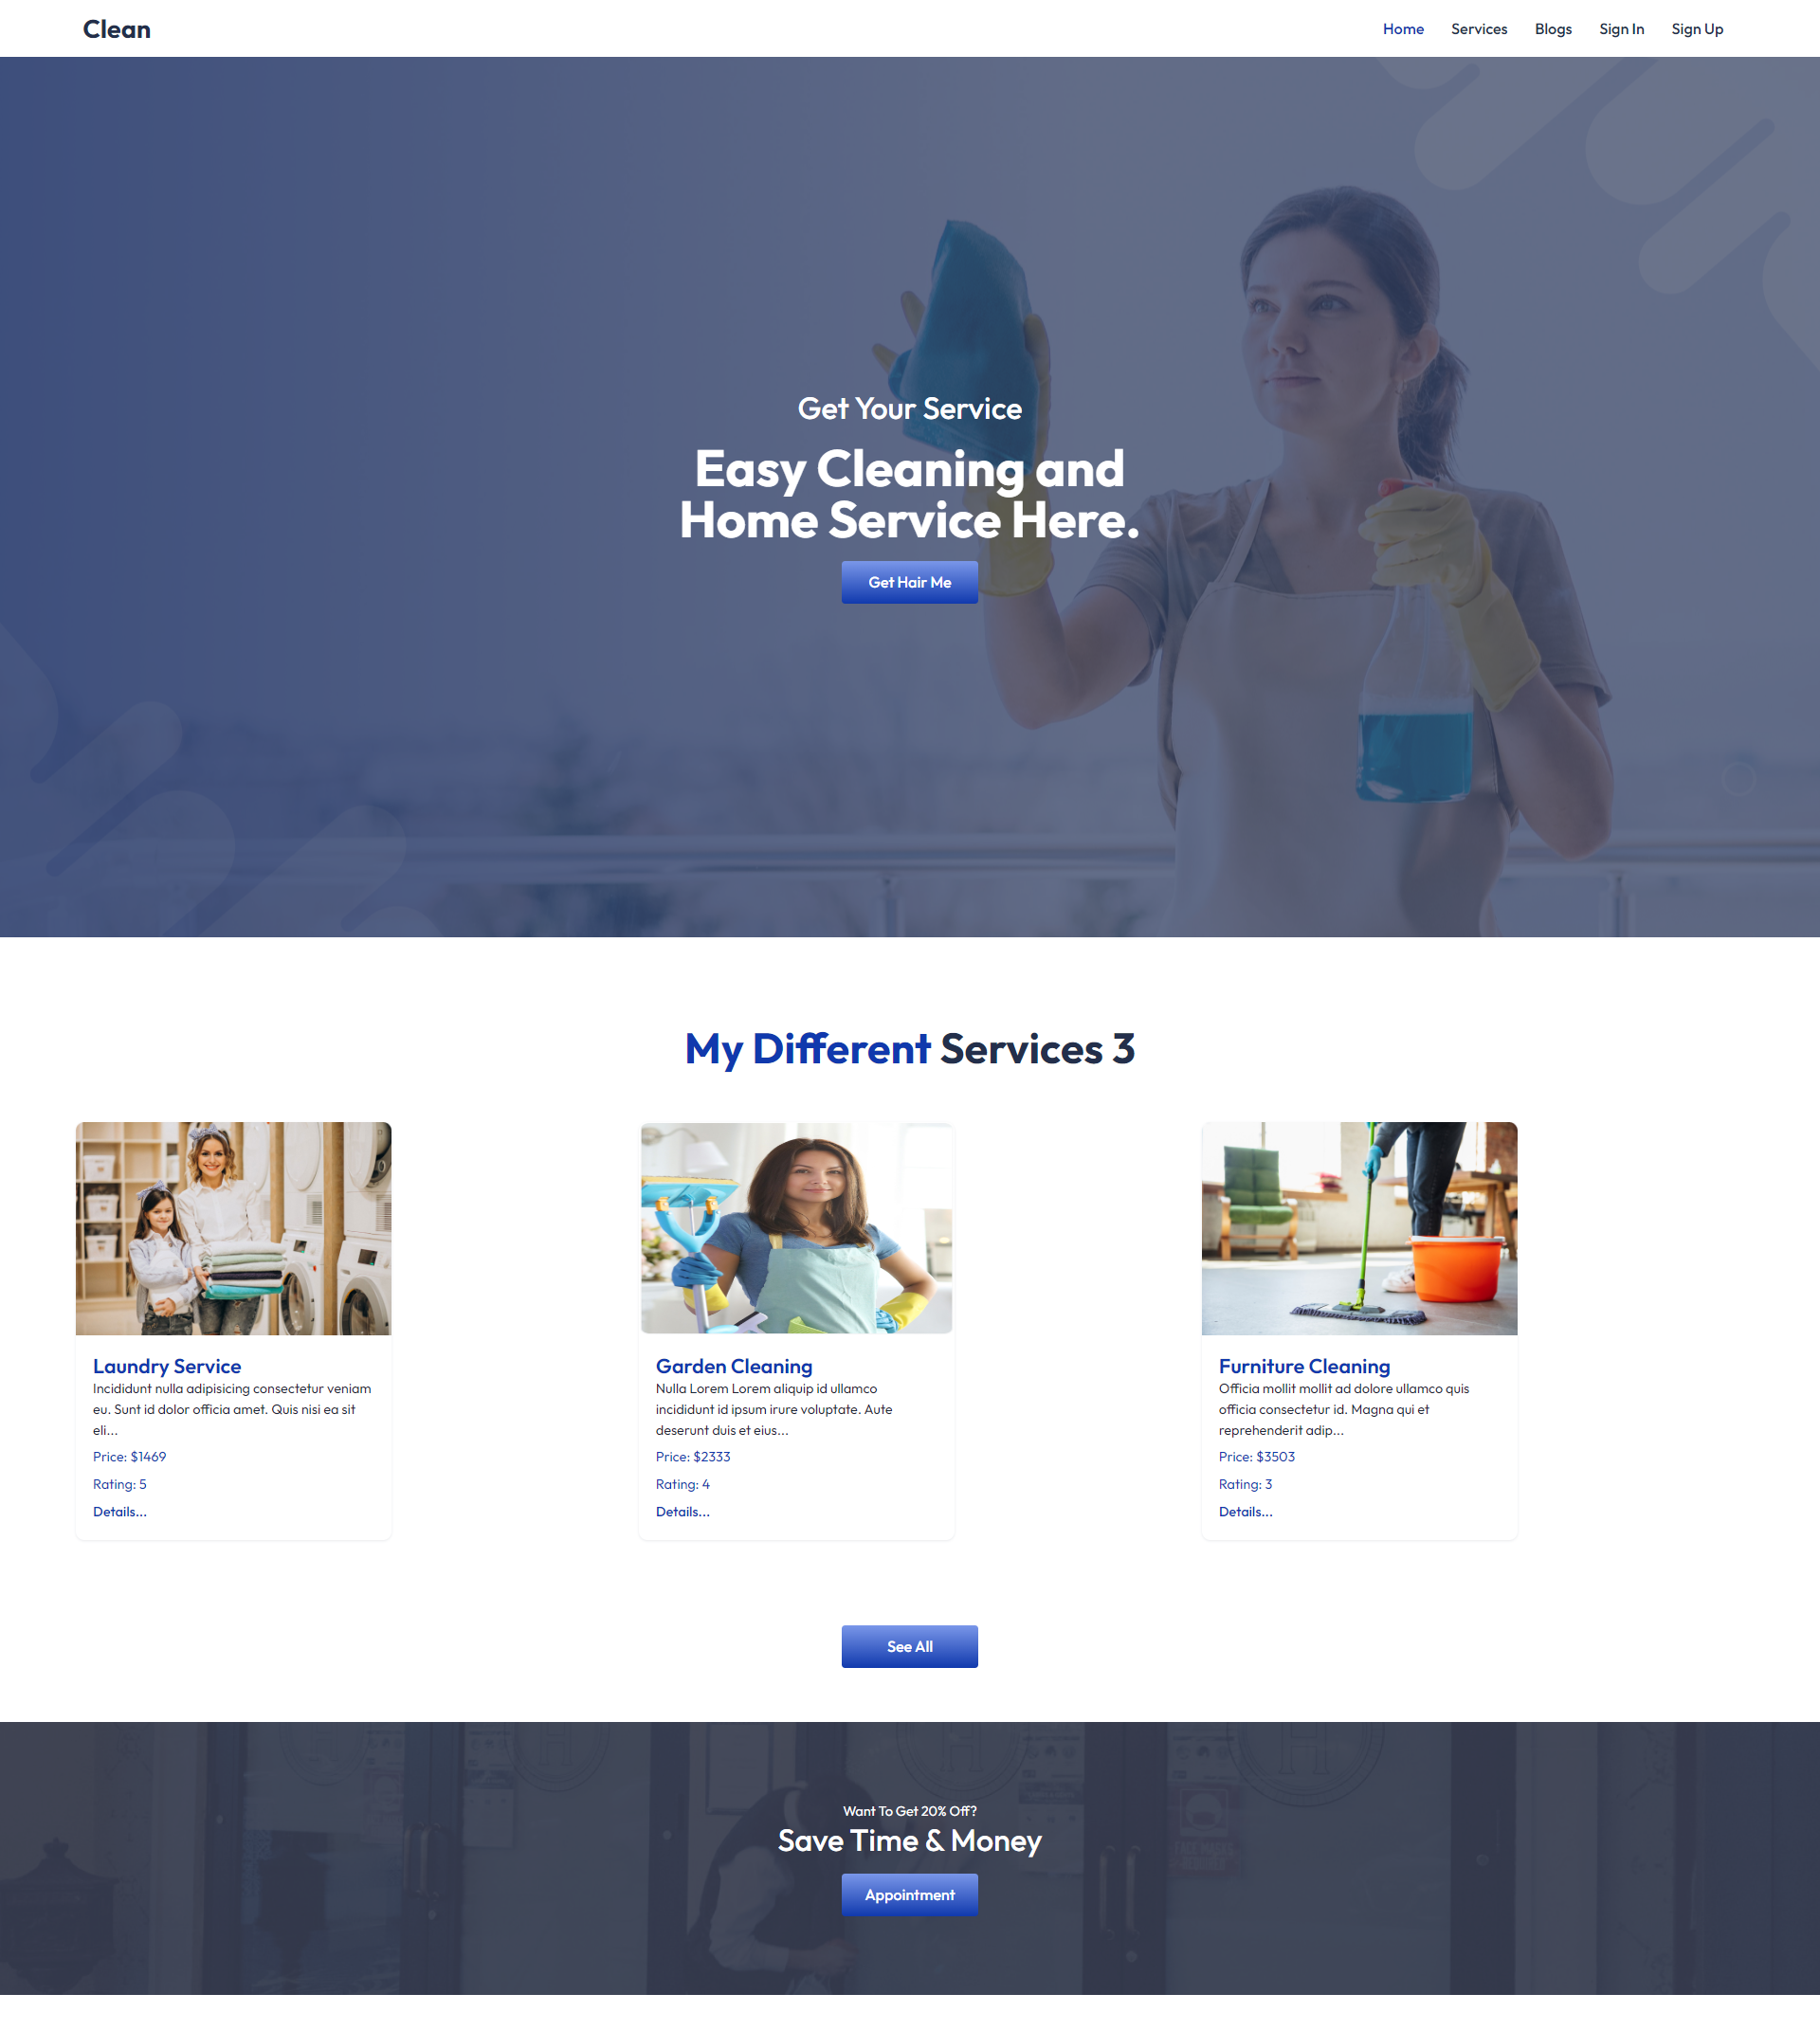 Clean
Home Services Blogs Sign In Sign Up
Get Your Service
Easy Cleaning and
Home Service Here.
Get Hair Me
My Different Services 3
Laundry Service
Incididunt nulla adipisicing consectetur veniam
eu. Sunt id dolor officia amet. Quis nisi ea sit
eli...
Price: $1469
Rating: 5
Details...
Garden Cleaning
Nulla Lorem Lorem aliquip id ullamco
incididunt id ipsum irure voluptate. Aute
deserunt duis et eius...
Price: $2333
Rating: 4
Details...
Furniture Cleaning
Officia mollit mollit ad dolore ullamco quis
officia consectetur id. Magna qui et
reprehenderit adip...
Price: $3503
Rating: 3
Details...
See All
Want To Get 20% Off?
Save Time & Money
Appointment